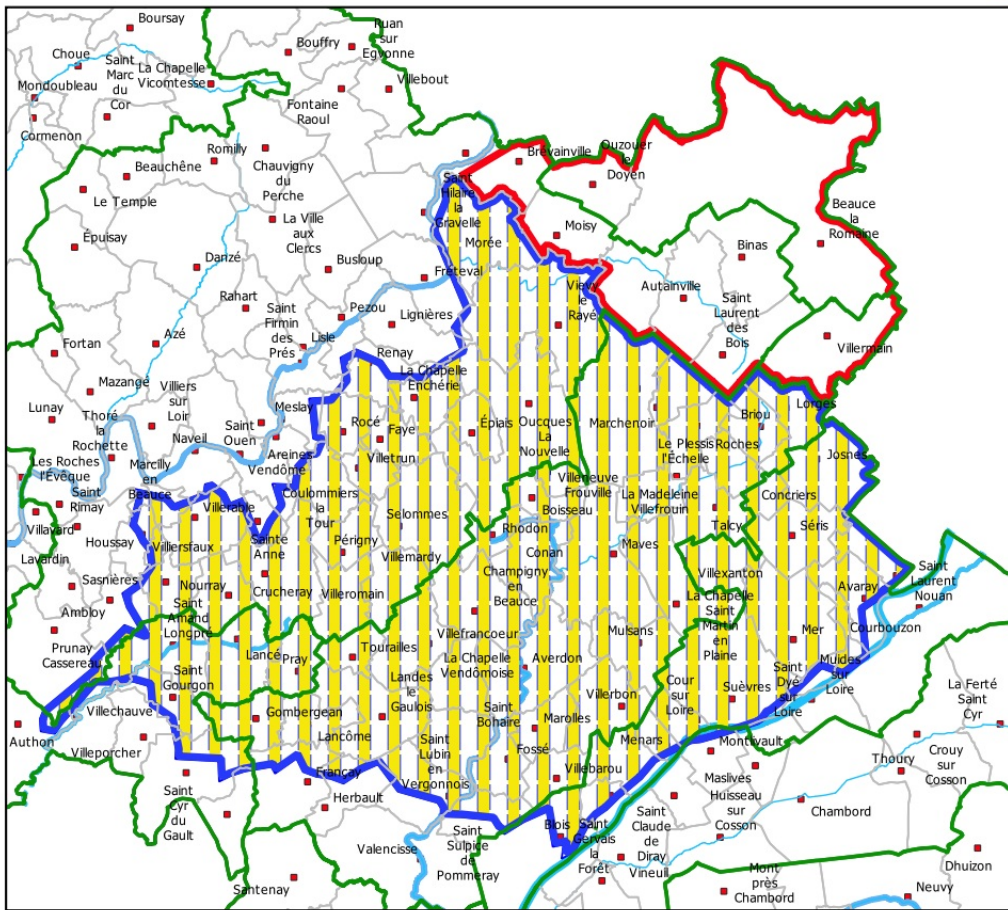 Boursay
Ruan
sur
Egvonne
Bouffry
Choue
Saint
Marc
du
Cor
La Chapelle
Vicomtesse
Villebout
Mondoubleau
Fontaine
Raoul
Cormenon
Romilly
Beauchêne
Chauvigny
du
Perche
Brévainville
Ouzouer
le
Doyen
Le Temple
Saint
Hilaire
la
Gravelle
Beauce
la
Romaine
La Ville
aux
Clercs
Moisy
Épuisay
Morée
Binas
Danzé
Busloup
Fréteval
Vievy
le
Rayé
Autainville
Rahart
Saint
Firmin
des
Prés
Pezou
Lignières
Saint
Laurent
des
Bois
Lisle
Azé
Fortan
Renay
Villermain
La Chapelle
Enchérie
Mazangé
Villiers
sur
Loir
Lunay
Thoré
la
Rochette
Meslay
Lorges
Saint
Ouen
Rocé
Faye
Éplais
Oucques
La
Nouvelle
Marchenoir
Briou
Naveil
Areines
Vendôme
Villetrun
Le Plessis
l'Échelle
Roches
Josnes
Les Roches
l'Évêque
Marcilly
en
Beauce
Saint
Rimay
Coulommiers
la
Tour
Villeneuve
Frouville
Boisseau
La Madeleine
Villefrouin
Concriers
Villavard
Villerable
Selommes
Rhodon
Talcy
Séris
Houssay
Villiersfaux
Sainte
Anne
Périgny
Villemardy
Conan
Maves
Lavardin
Sasnières
Nourray
Crucheray
Villeromain
Champigny
en
Beauce
Villexanton
Saint
Laurent
Nouan
Ambloy
Saint
Amand
Longpré
La Chapelle
Saint
Martin
en
Plaine
Avaray
Courbouzon
Prunay
Cassereau
Villefrancoeur
Mulsans
Mer
Lancé
Pray
Tourailles
La Chapelle
Vendômoise
Averdon
Muides
sur
Loire
Saint
Gourgon
Landes
le
Gaulois
Cour
sur
Loire
Saint
Dyé
sur
Loire
Suèvres
La Ferté
Saint
Cyr
Villechauve
Gombergean
Saint
Bohaire
Villerbon
Marolles
Authon
Villeporcher
Lançôme
Saint
Lubin
en
Vergonnois
Fossé
Menars
Montlivault
Thoury
Crouy
sur
Cosson
Françay
Villebarou
Saint
Cyr
du
Gault
Herbault
Maslives
Huisseau
sur
Cosson
Chambord
Saint
Sulpice
de
Pommeray
Blois
Saint
Gervais
la
Forêt
Saint
Claude
de
Diray
Valencisse
Vineuil
Dhuizon
Santenay
Mont
près
Chambord
Neuvy